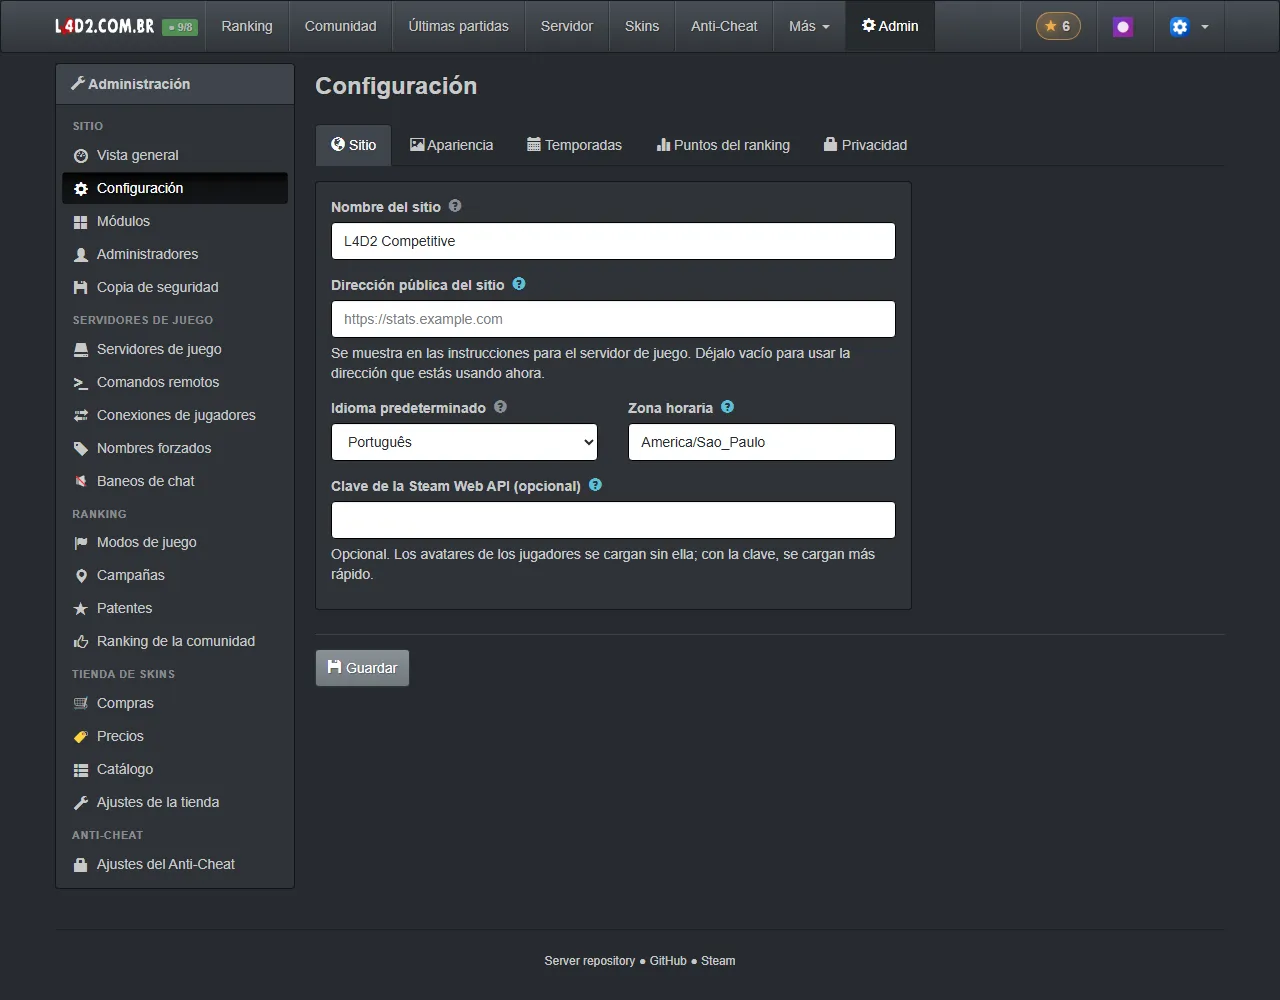 L4D2.COM.BR
9/8
Ranking
Comunidad
Últimas partidas
Servidor
Skins
Anti-Cheat
Más
Admin
6
Administración
SITIO
Vista general
Configuración
Módulos
Administradores
Copia de seguridad
SERVIDORES DE JUEGO
Servidores de juego
Comandos remotos
Conexiones de jugadores
Nombres forzados
Baneos de chat
RANKING
Modos de juego
Campañas
Patentes
Ranking de la comunidad
TIENDA DE SKINS
Compras
Precios
Catálogo
Ajustes de la tienda
ANTI-CHEAT
Ajustes del Anti-Cheat
Configuración
Sitio
Apariencia
Temporadas
Puntos del ranking
Privacidad
Nombre del sitio
L4D2 Competitive
Dirección pública del sitio
https://stats.example.com
Se muestra en las instrucciones para el servidor de juego. Déjalo vacío para usar la
dirección que estás usando ahora.
Idioma predeterminado
Português
Zona horaria
America/Sao_Paulo
Clave de la Steam Web API (opcional)
Opcional. Los avatares de los jugadores se cargan sin ella; con la clave, se cargan más
rápido.
Guardar
Server repository ● GitHub ● Steam